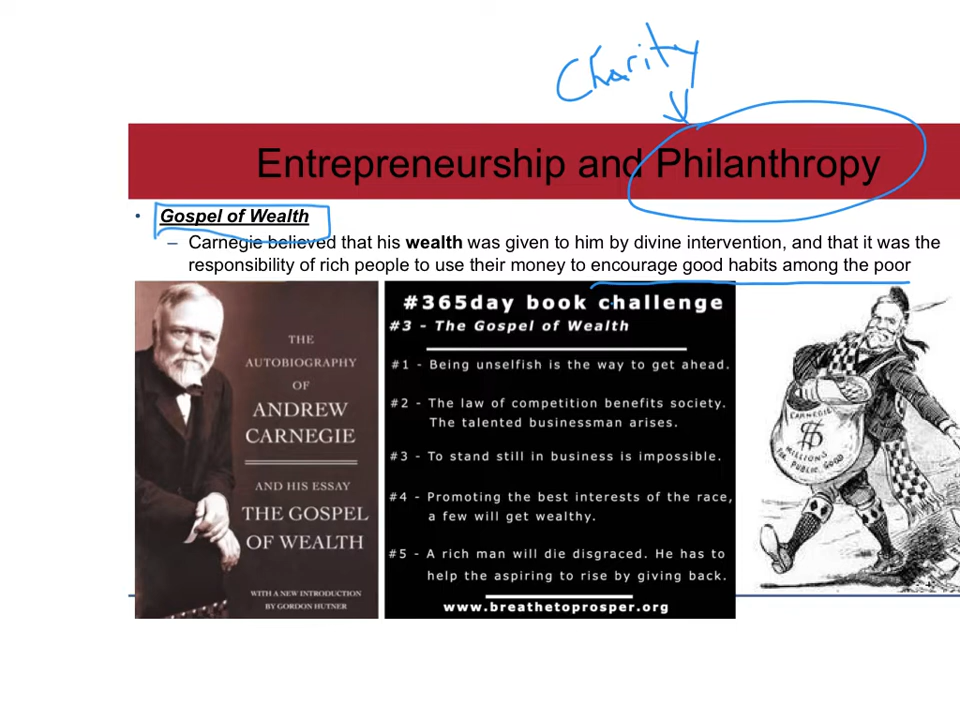 Charity
Entrepreneurship and Philanthropy
• Gospel of Wealth
– Carnegie believed that his wealth was given to him by divine intervention, and that it was the
responsibility of rich people to use their money to encourage good habits among the poor
THE
AUTOBIOGRAPHY
OF
ANDREW
CARNEGIE
AND HIS ESSAY
THE GOSPEL
OF WEALTH
WITH A NEW INTRODUCTION
BY GORDON HUTNER
#365day book challenge
#3 - The Gospel of Wealth
#1 - Being unselfish is the way to get ahead.
#2 - The law of competition benefits society.
The talented businessman arises.
#3 - To stand still in business is impossible.
#4 - Promoting the best interests of the race,
a few will get wealthy.
#5 - A rich man will die disgraced. He has to
help the aspiring to rise by giving back.
www.breathetoprosper.org
CARNEGIE
$
MILLIONS
FOR PUBLIC GOOD